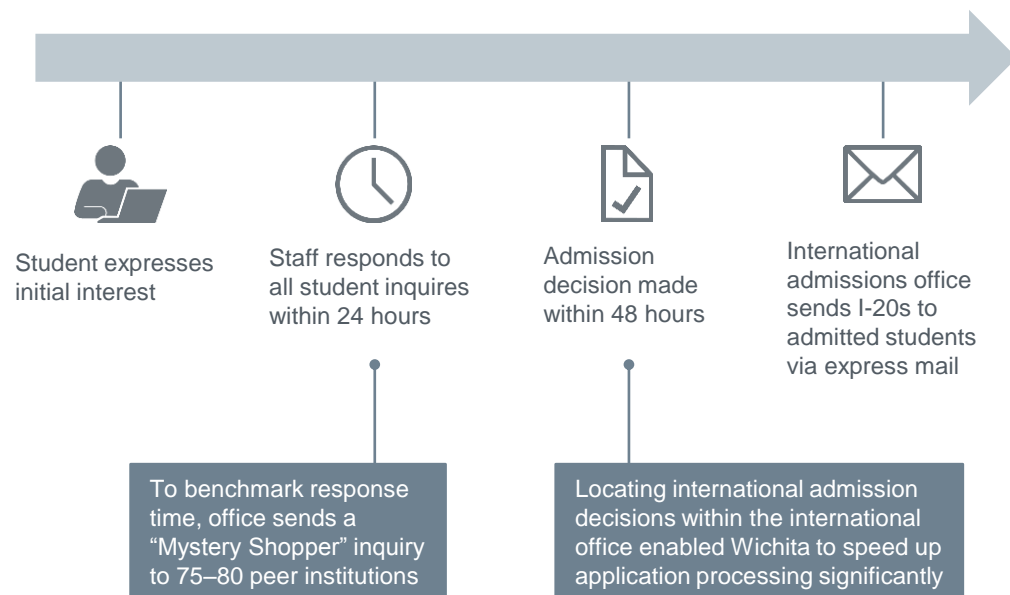 Student expresses
initial interest
Staff responds to
all student inquires
within 24 hours
Admission
decision made
within 48 hours
International
admissions office
sends I-20s to
admitted students
via express mail
To benchmark response
time, office sends a
“Mystery Shopper” inquiry
to 75–80 peer institutions
Locating international admission
decisions within the international
office enabled Wichita to speed up
application processing significantly